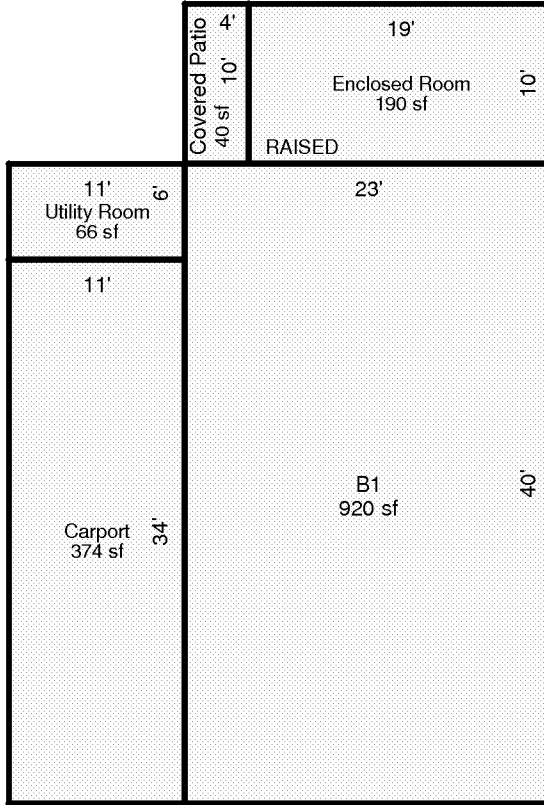 4'
10'
Covered Patio
40 sf
19'
Enclosed Room
190 sf
10'
RAISED
11'
6'
Utility Room
66 sf
23'
11'
Carport
374 sf
34'
B1
920 sf
40'